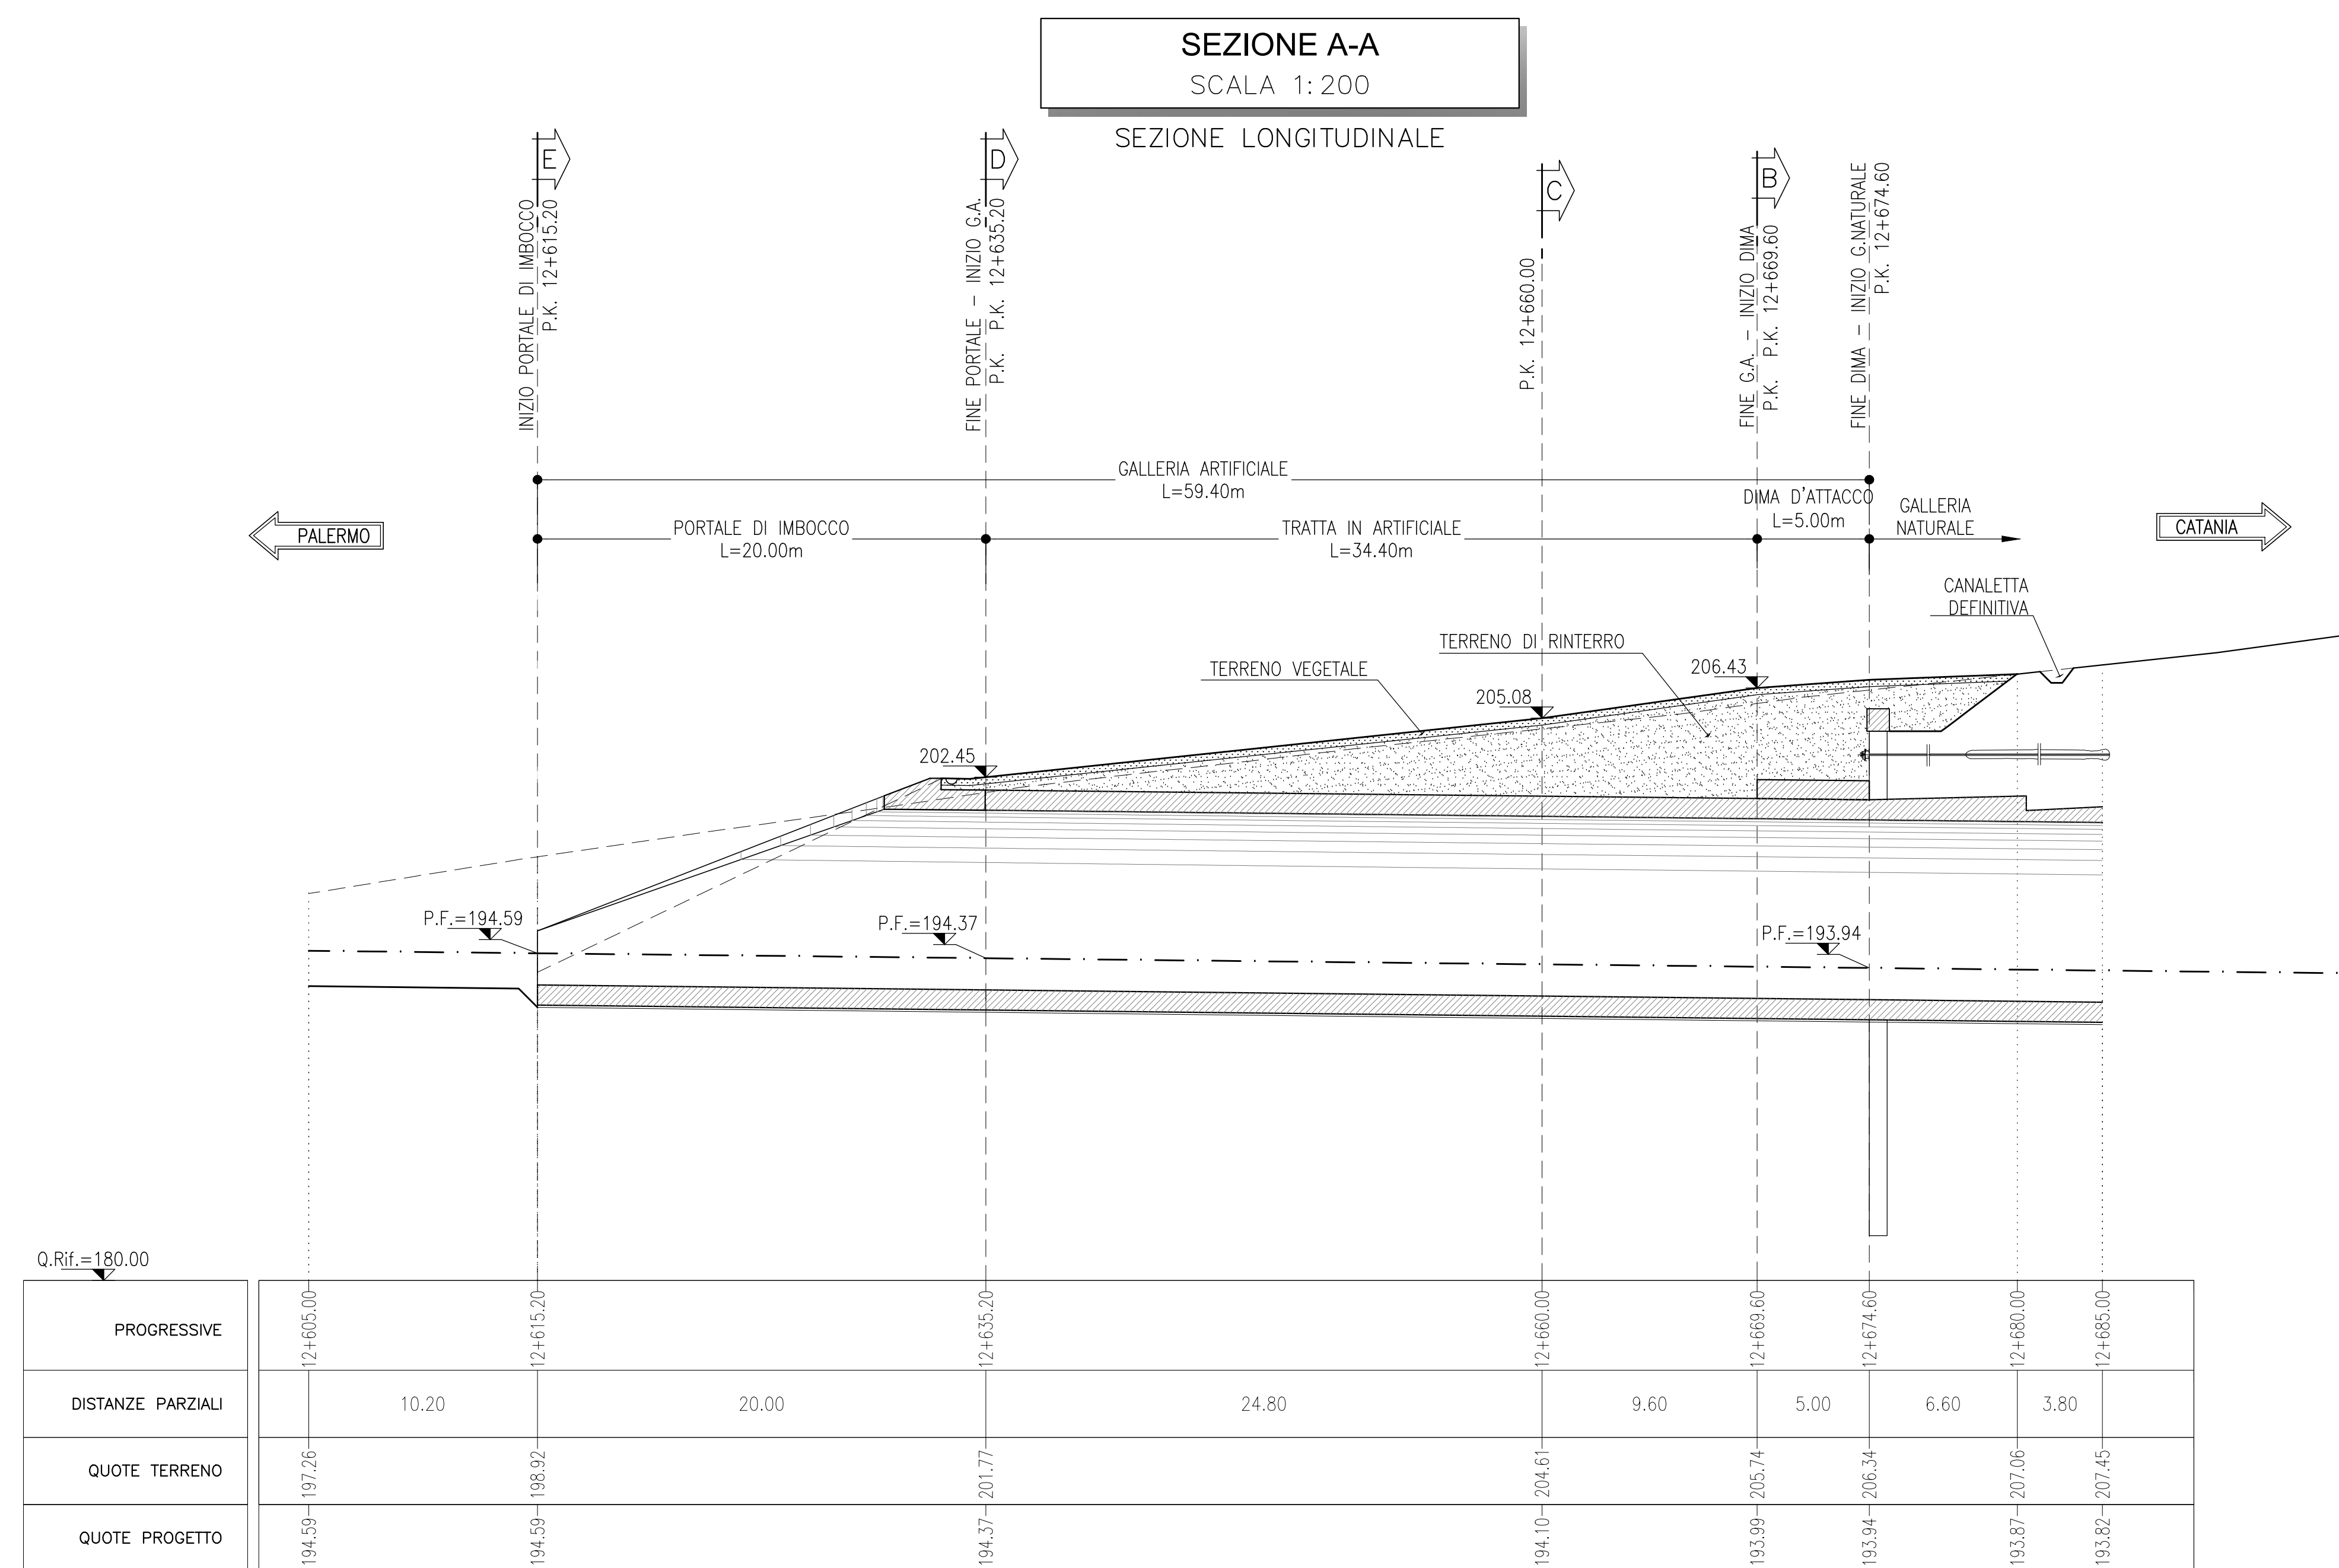 SEZIONE A-A
SCALA 1:200
SEZIONE LONGITUDINALE
E
D
C
B
INIZIO PORTALE DI IMBOCCO
P.K. 12+615.20
FINE PORTALE - INIZIO G.A.
P.K. P.K. 12+635.20
P.K. 12+660.00
FINE G.A. - INIZIO DIMA
P.K. P.K. 12+669.60
FINE DIMA - INIZIO G.NATURALE
P.K. 12+674.60
GALLERIA ARTIFICIALE
L=59.40m
PALERMO
PORTALE DI IMBOCCO
L=20.00m
TRATTA IN ARTIFICIALE
L=34.40m
DIMA D'ATTACCO
L=5.00m
GALLERIA
NATURALE
CATANIA
CANALETTA
DEFINITIVA
TERRENO DI RINTERRO
TERRENO VEGETALE
206.43
205.08
202.45
P.F.=194.59
P.F.=194.37
P.F.=193.94
Q.Rif.=180.00
PROGRESSIVE
12+605.00
12+615.20
12+635.20
12+660.00
12+669.60
12+674.60
12+680.00
12+685.00
DISTANZE PARZIALI
10.20
20.00
24.80
9.60
5.00
6.60
3.80
QUOTE TERRENO
197.26
198.92
201.77
204.61
205.74
206.34
207.06
207.45
QUOTE PROGETTO
194.59
194.59
194.37
194.10
193.99
193.94
193.87
193.82